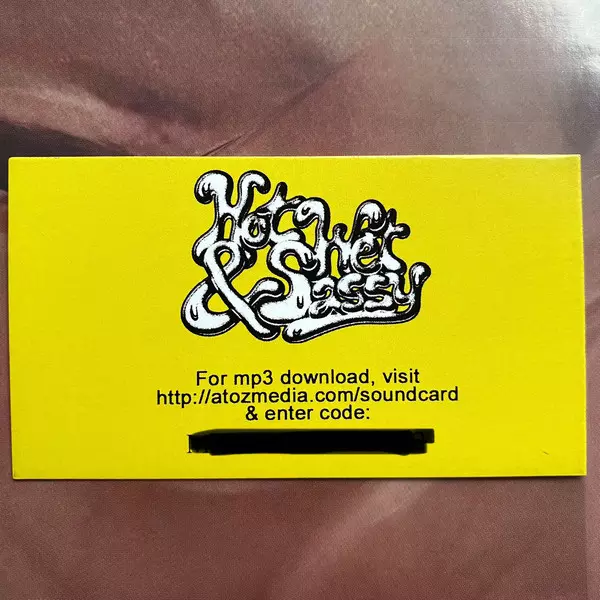 Hot Wet
& Sassy
For mp3 download, visit
http://atozmedia.com/soundcard
& enter code: